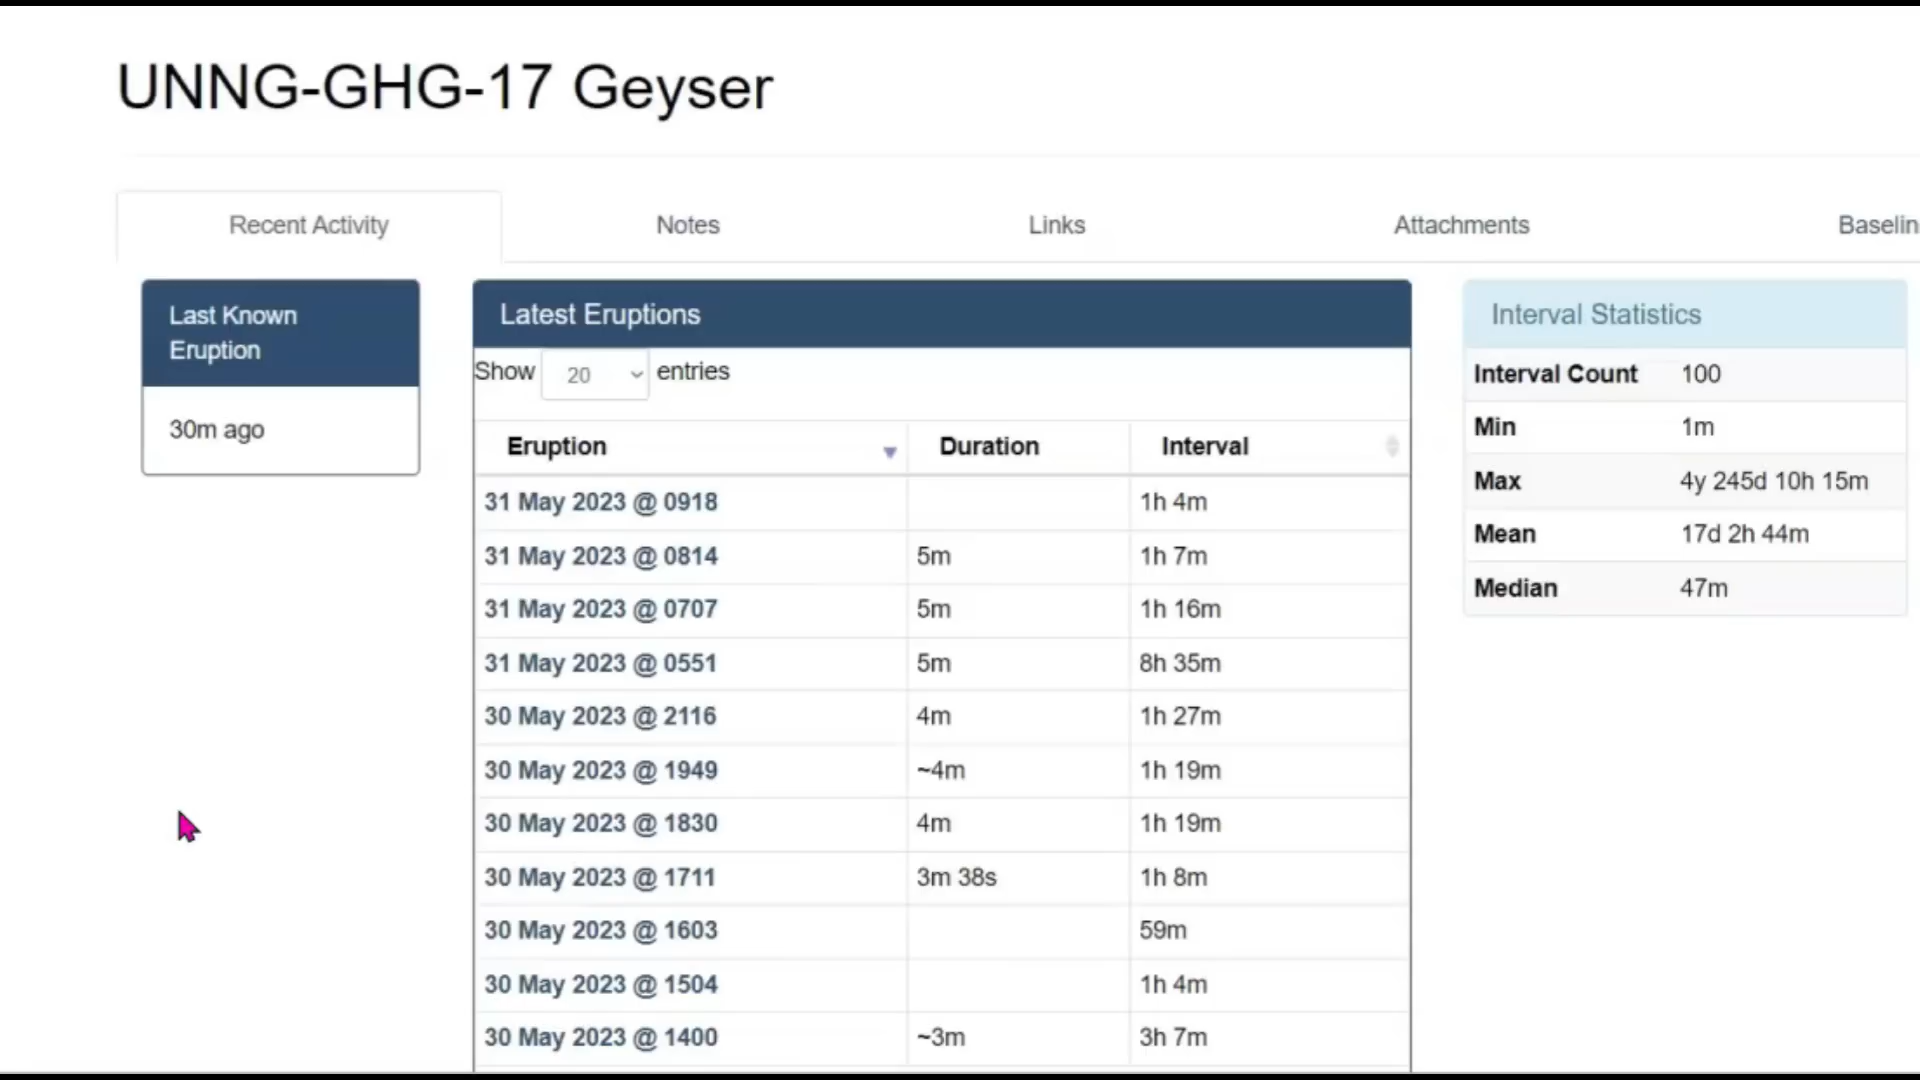 UNNG-GHG-17 Geyser
Recent Activity Notes Links Attachments Baselin
Last Known
Eruption
30m ago
Latest Eruptions
Show 20 entries
Eruption Duration Interval
31 May 2023 @ 0918 1h 4m
31 May 2023 @ 0814 5m 1h 7m
31 May 2023 @ 0707 5m 1h 16m
31 May 2023 @ 0551 5m 8h 35m
30 May 2023 @ 2116 4m 1h 27m
30 May 2023 @ 1949 ~4m 1h 19m
30 May 2023 @ 1830 4m 1h 19m
30 May 2023 @ 1711 3m 38s 1h 8m
30 May 2023 @ 1603 59m
30 May 2023 @ 1504 1h 4m
30 May 2023 @ 1400 ~3m 3h 7m
Interval Statistics
Interval Count 100
Min 1m
Max 4y 245d 10h 15m
Mean 17d 2h 44m
Median 47m